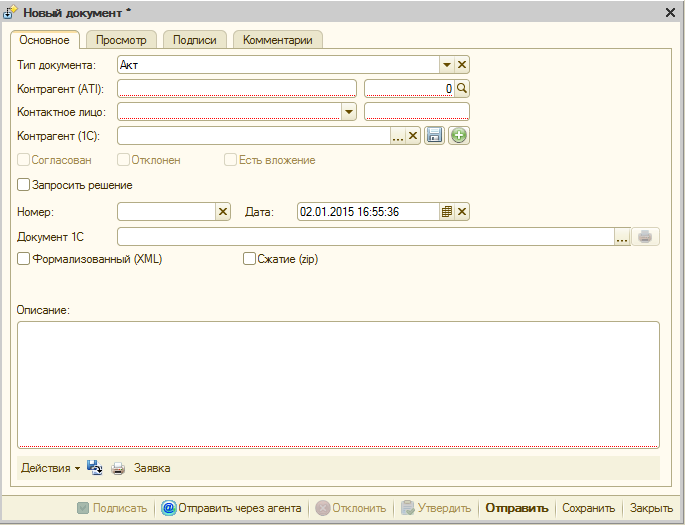 Новый документ *
Основное Просмотр Подписи Комментарии
Тип документа: Акт
Контрагент (ATI): 0
Контактное лицо:
Контрагент (1С): ...
Согласован Отклонен Есть вложение
Запросить решение
Номер: Дата: 02.01.2015 16:55:36
Документ 1С ...
Формализованный (XML) Сжатие (zip)
Описание:
Действия Заявка
Подписать Отправить через агента Отклонить Утвердить Отправить Сохранить Закрыть